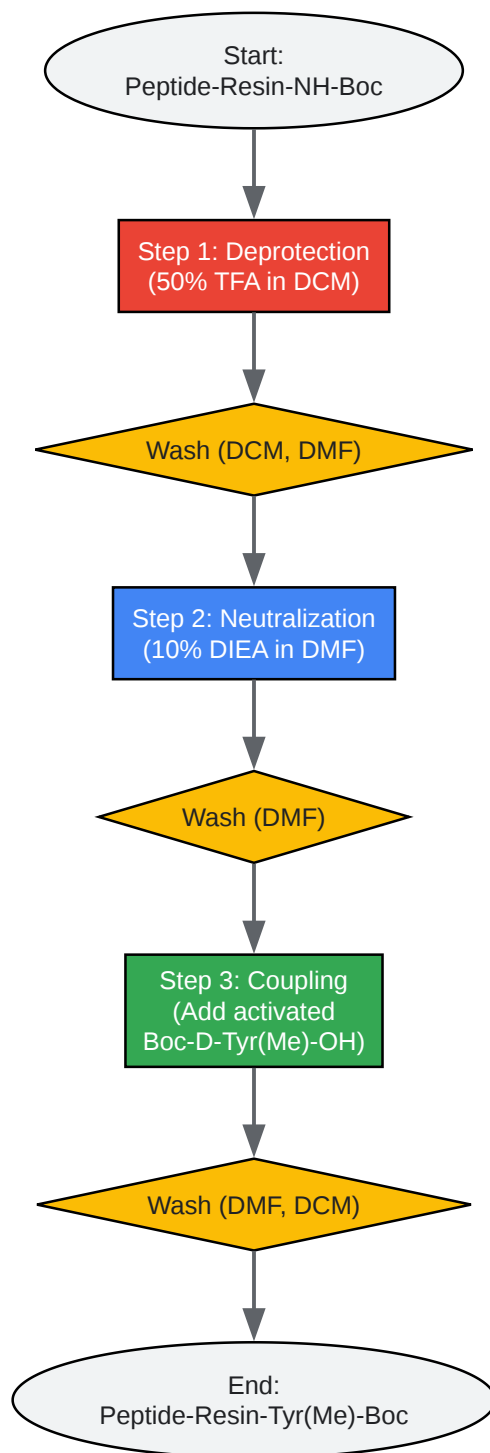 Start:
Peptide-Resin-NH-Boc
Step 1: Deprotection
(50% TFA in DCM)
Wash (DCM, DMF)
Step 2: Neutralization
(10% DIEA in DMF)
Wash (DMF)
Step 3: Coupling
(Add activated
Boc-D-Tyr(Me)-OH)
Wash (DMF, DCM)
End:
Peptide-Resin-Tyr(Me)-Boc